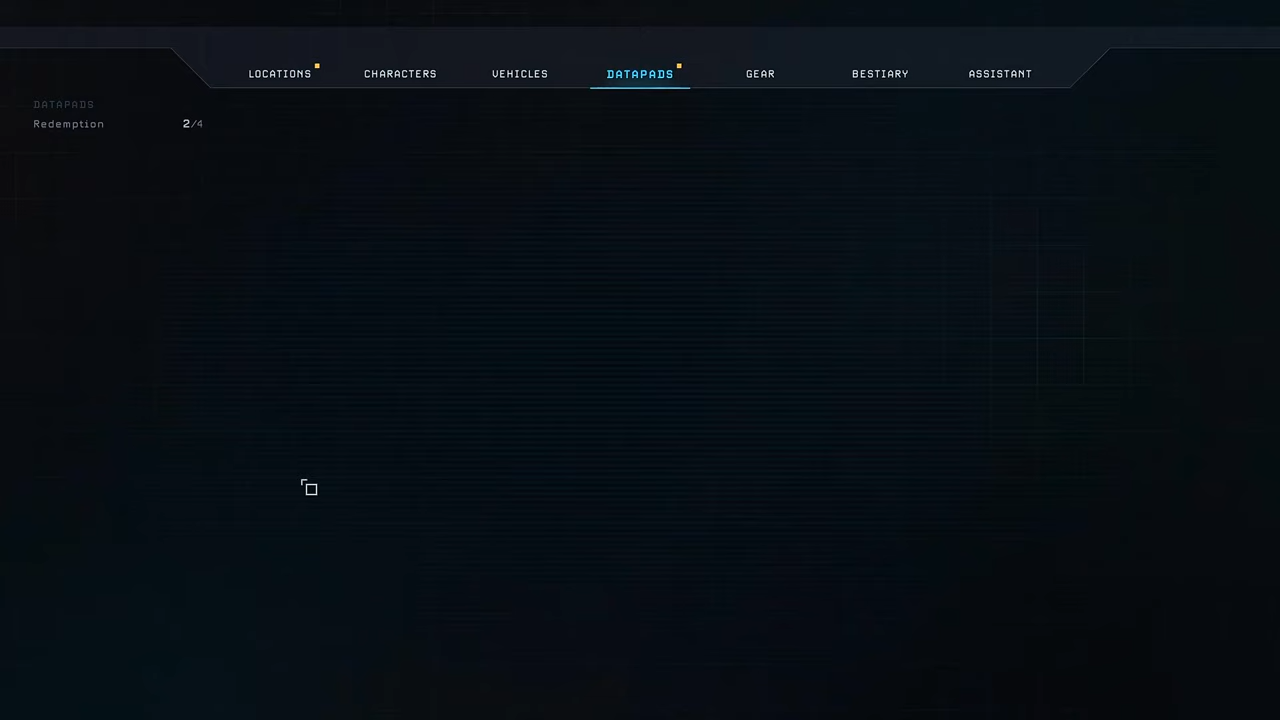 LOCATIONS CHARACTERS VEHICLES DATAPADS GEAR BESTIARY ASSISTANT
DATAPADS
Redemption 2/4